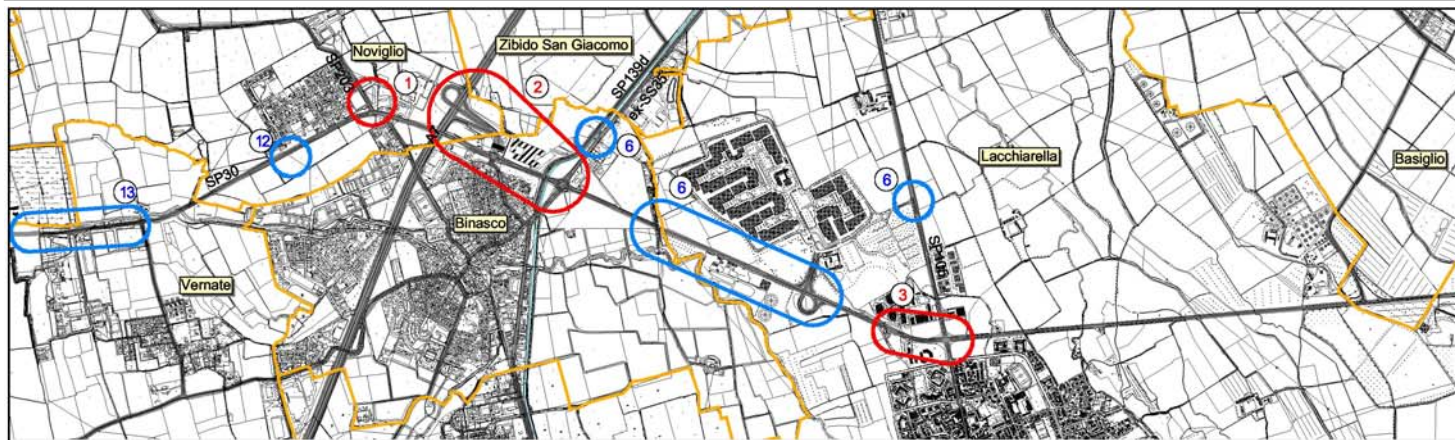 Noviglio
Zibido San Giacomo
SP203
1
2
SP139d
ex-SS35
12
6
SP30
6
6
Lacchiarella
Basiglio
13
Binasco
SP40
Vernate
3